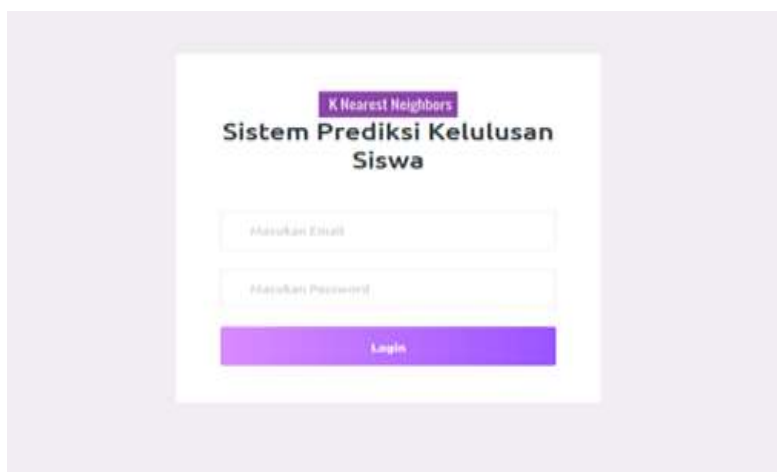 K Nearest Neighbors
Sistem Prediksi Kelulusan
Siswa
Masukan Email
Masukan Password
Login